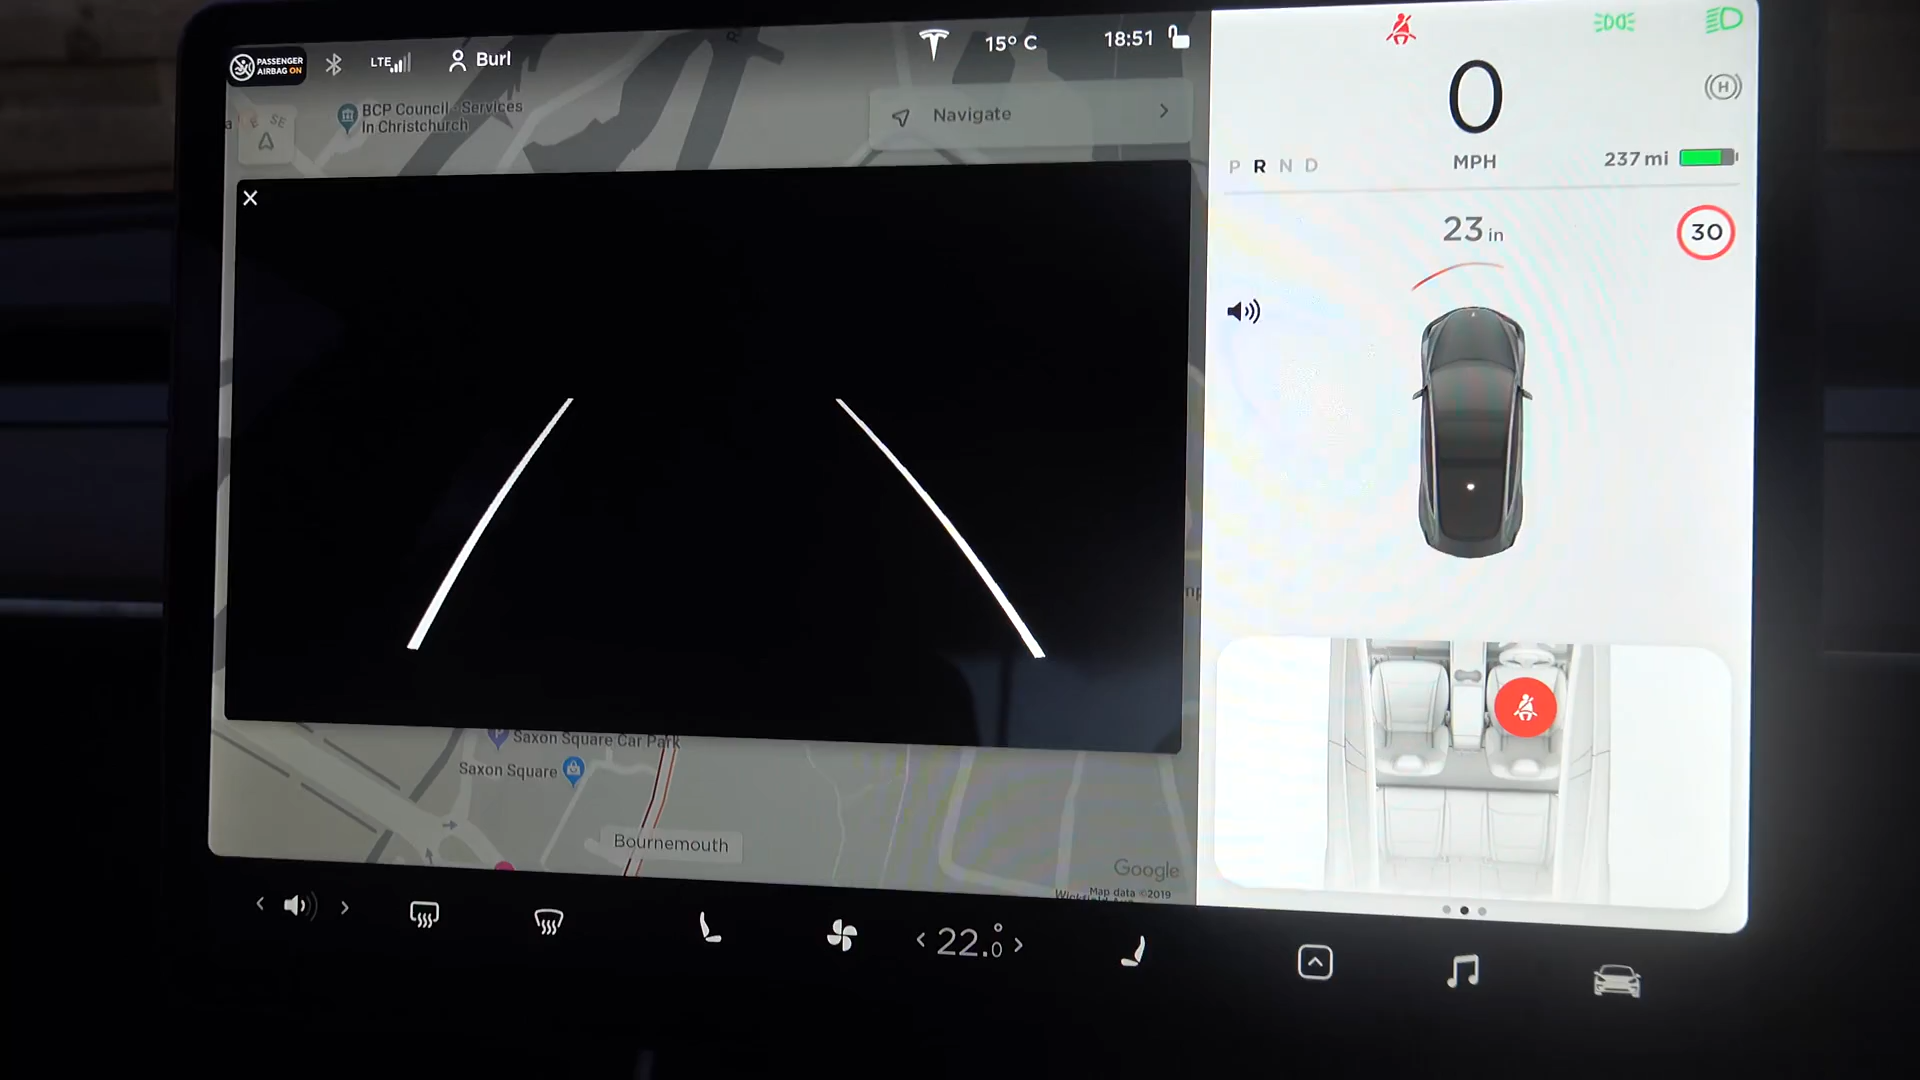 PASSENGER
AIRBAG ON
LTE
Burl
15° C
18:51
BCP Council - Services
In Christchurch
SE
Navigate
0
MPH
P R N D
237 mi
H
23 in
30
Saxon Square Car Park
Saxon Square
Bournemouth
Google
Map data ©2019
22.0°